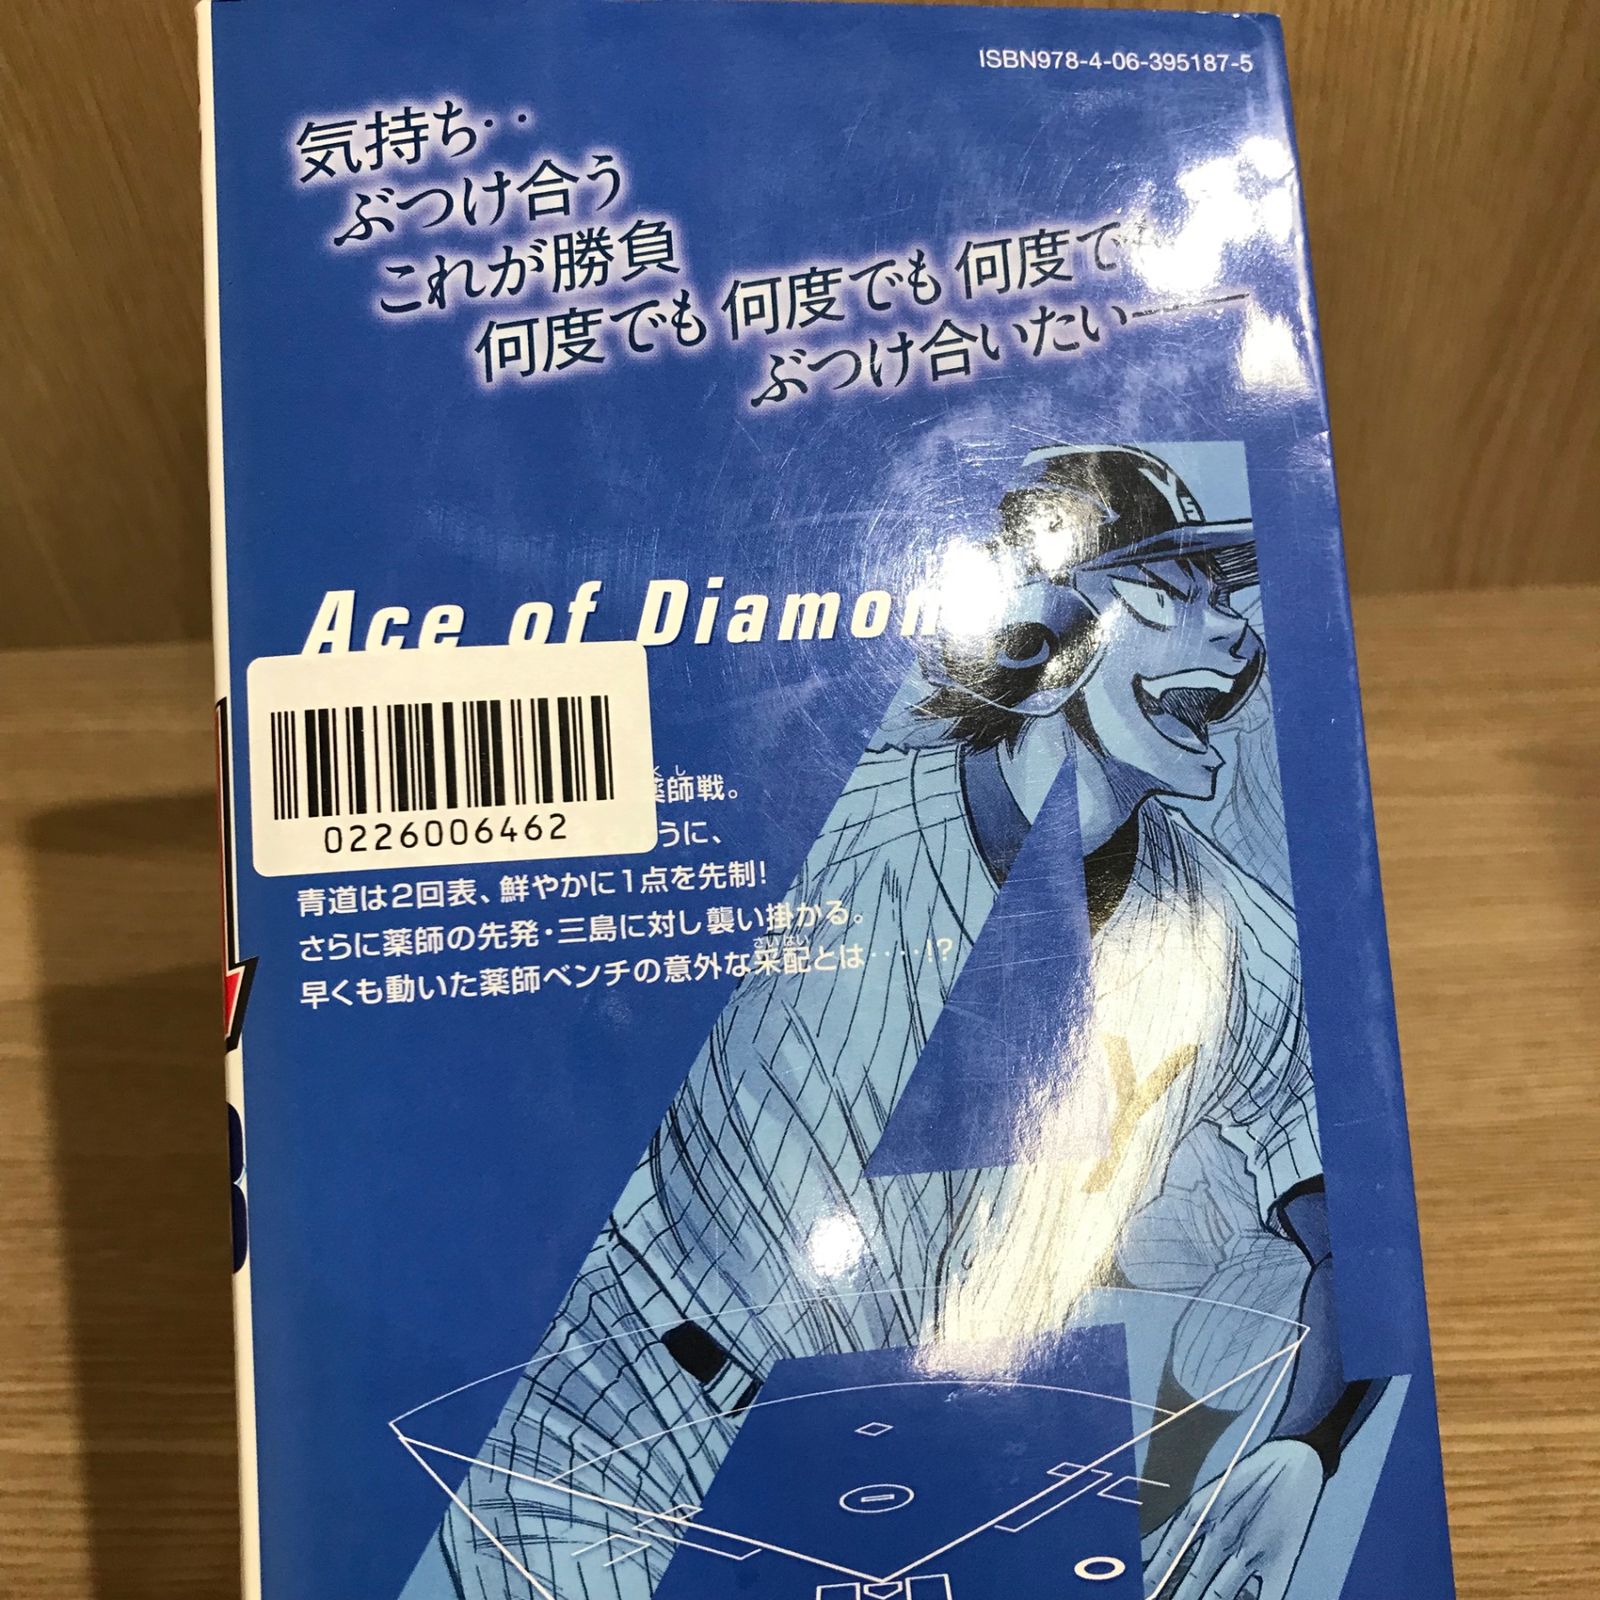 ISBN978-4-06-395187-5
気持ち‥
ぶつけ合う
これが勝負
何度でも 何度でも 何度でも
ぶつけ合いたい――
Ace of Diamon
Y's
0226006462
薬師戦。
うに、
青道は2回表、鮮やかに1点を先制!
さらに薬師の先発・三島に対し襲い掛かる。
早くも動いた薬師ベンチの意外な采配とは‥‥!?
さいはい
Y